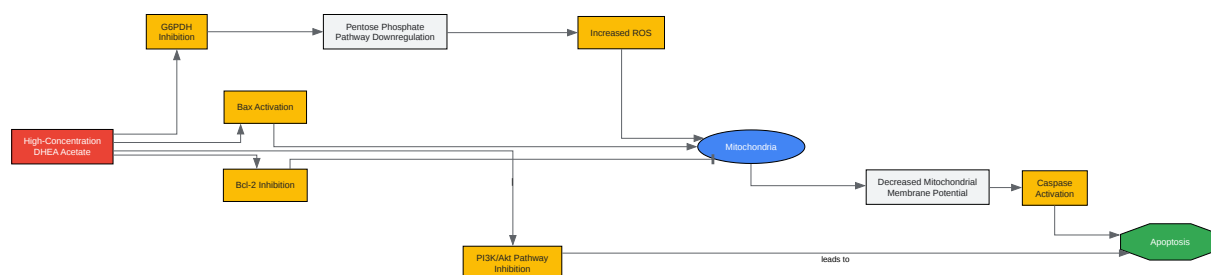 G6PDH
Inhibition
Pentose Phosphate
Pathway Downregulation
Increased ROS
Bax Activation
High-Concentration
DHEA Acetate
Mitochondria
Bcl-2 Inhibition
Decreased Mitochondrial
Membrane Potential
Caspase
Activation
Apoptosis
PI3K/Akt Pathway
Inhibition
leads to